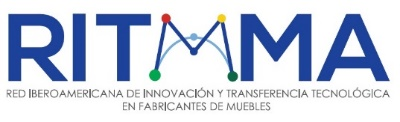 RITMMA
RED IBEROAMERICANA DE INNOVACIÓN Y TRANSFERENCIA TECNOLÓGICA
EN FABRICANTES DE MUEBLES